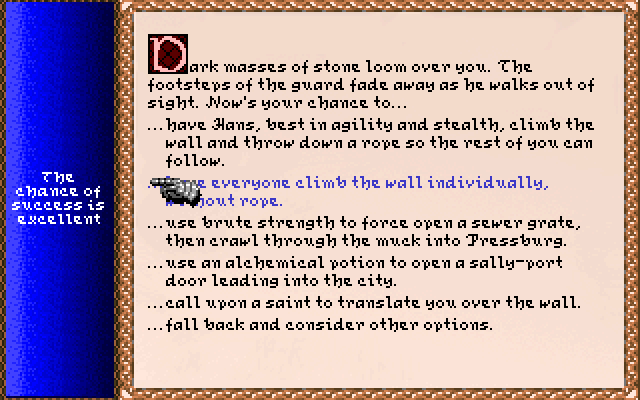 The
chance of
success is
excellent
Dark masses of stone loom over you. The
footsteps of the guard fade away as he walks out of
sight. Now's your chance to...
...have Hans, best in agility and stealth, climb the
wall and throw down a rope so the rest of you can
follow.
everyone climb the wall individually,
rope.
...use brute strength to force open a sewer grate,
then crawl through the muck into Pressburg.
...use an alchemical potion to open a sally-port
door leading into the city.
...call upon a saint to translate you over the wall.
...fall back and consider other options.